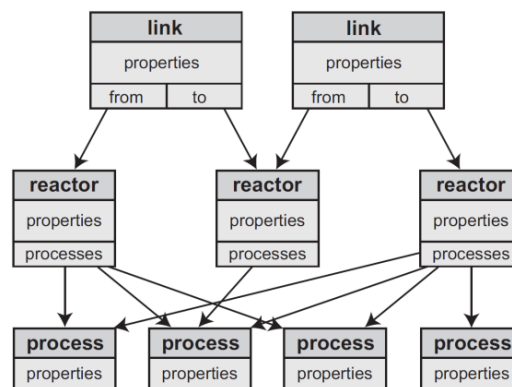 link link
properties properties
from to from to
reactor reactor reactor
properties properties properties
processes processes processes
process process process process
properties properties properties properties